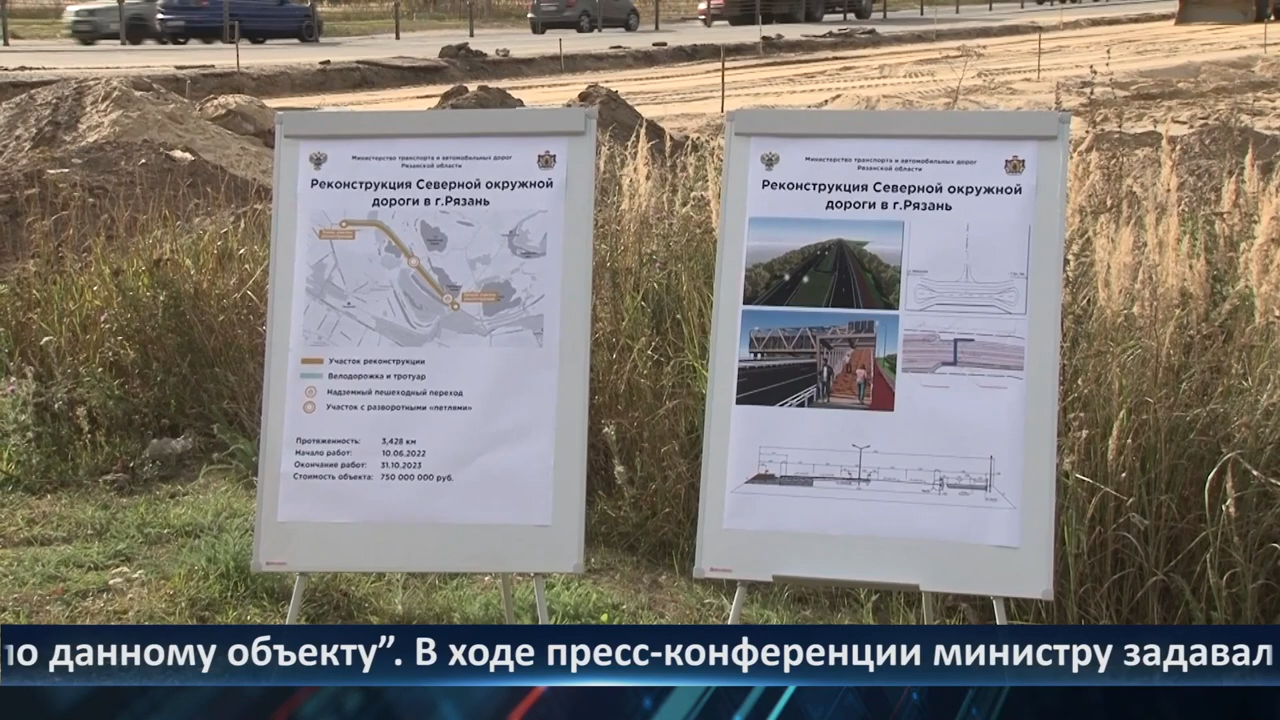 Министерство транспорта и автомобильных дорог
Рязанской области
Реконструкция Северной окружной
дороги в г.Рязань
Участок реконструкции
Велодорожка и тротуар
Надземный пешеходный переход
Участок с разворотными «петлями»
Протяженность: 3,428 км
Начало работ: 10.06.2022
Окончание работ: 31.10.2023
Стоимость объекта: 750 000 000 руб.
Министерство транспорта и автомобильных дорог
Рязанской области
Реконструкция Северной окружной
дороги в г.Рязань
по данному объекту”. В ходе пресс-конференции министру задавал